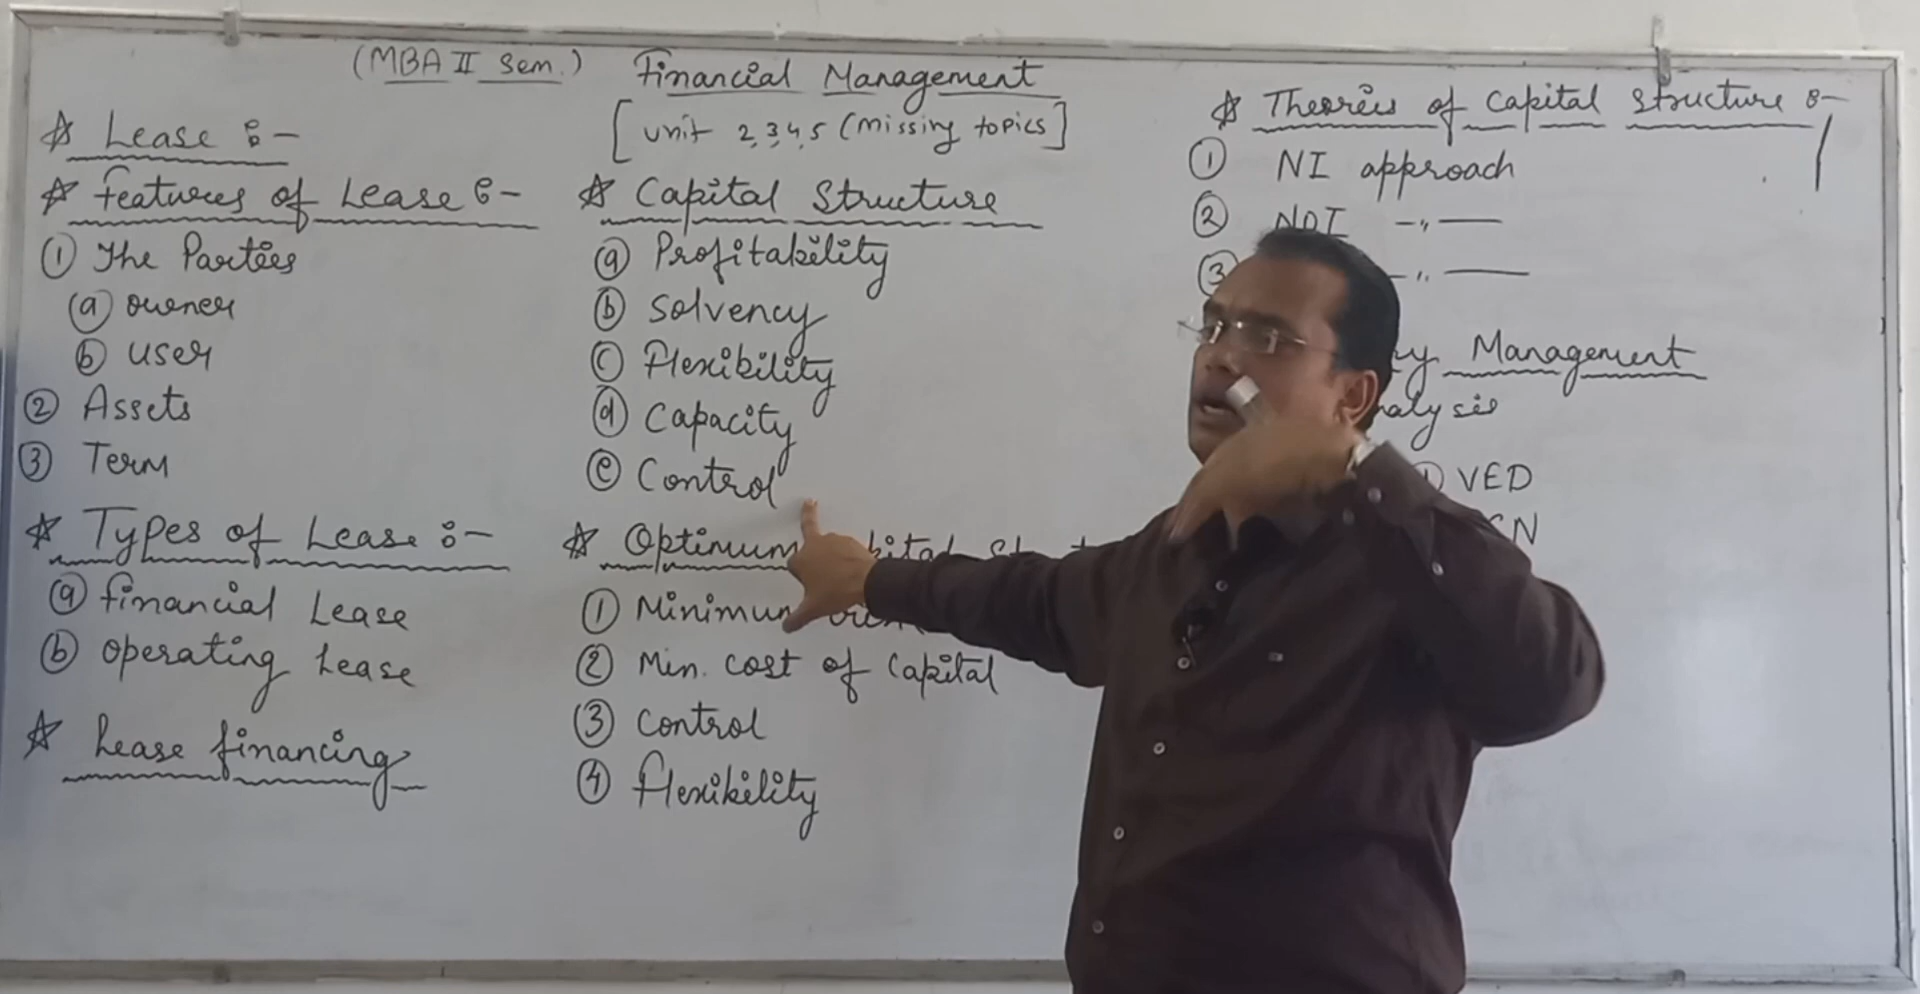 (MBA II Sem.) Financial Management
[Unit 2,3,4,5 (Missing topics]
☆ Lease :-
☆ Features of Lease :-
① The Parties
(a) owner
(b) user
② Assets
③ Term
☆ Types of Lease :-
(a) financial Lease
(b) operating Lease
☆ Lease financing
☆ Capital Structure
(a) Profitability
(b) Solvency
(c) Flexibility
(d) Capacity
(e) Control
☆ Optimum
① Minimum
② Min. cost of Capital
③ Control
④ flexibility
☆ Theories of Capital Structure :-
① NI approach
② NOI -"-
③ -"-
Management
VED